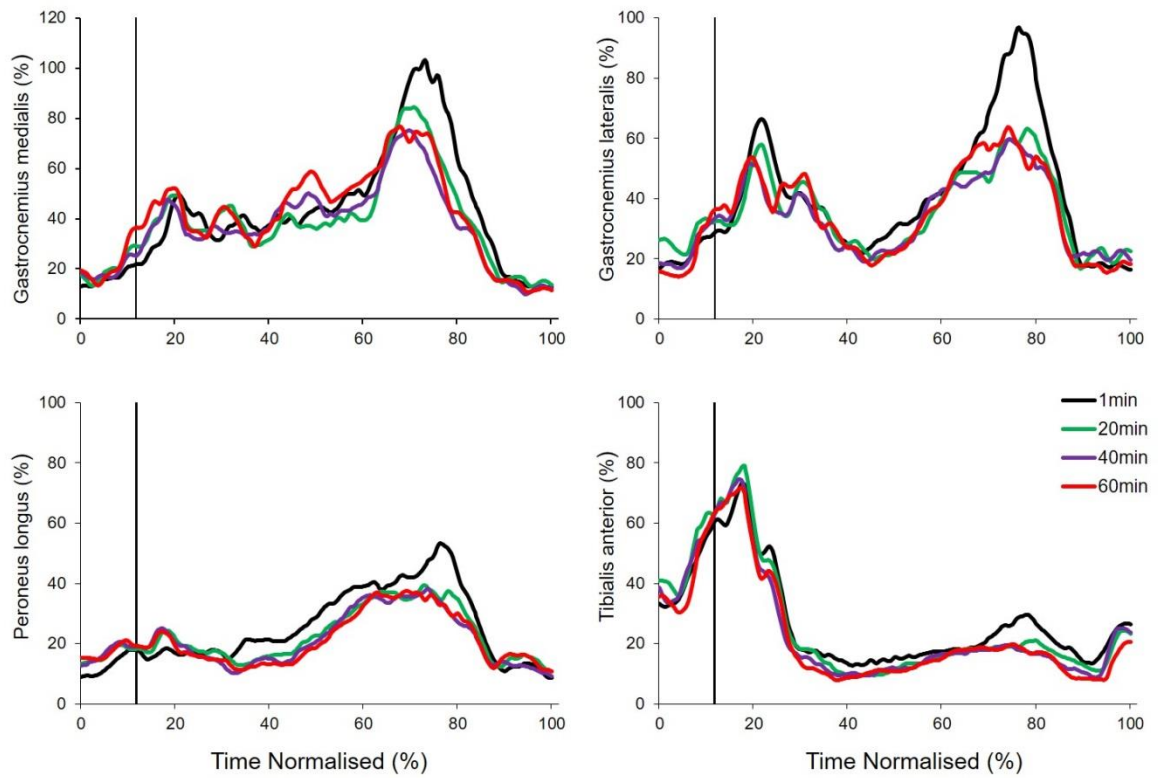 Gastrocnemius medialis (%)
120
100
80
60
40
20
0
0 20 40 60 80 100
Gastrocnemius lateralis (%)
100
80
60
40
20
0
0 20 40 60 80 100
Peroneus longus (%)
100
80
60
40
20
0
0 20 40 60 80 100
Time Normalised (%)
Tibialis anterior (%)
100
80
60
40
20
0
0 20 40 60 80 100
Time Normalised (%)
1min
20min
40min
60min